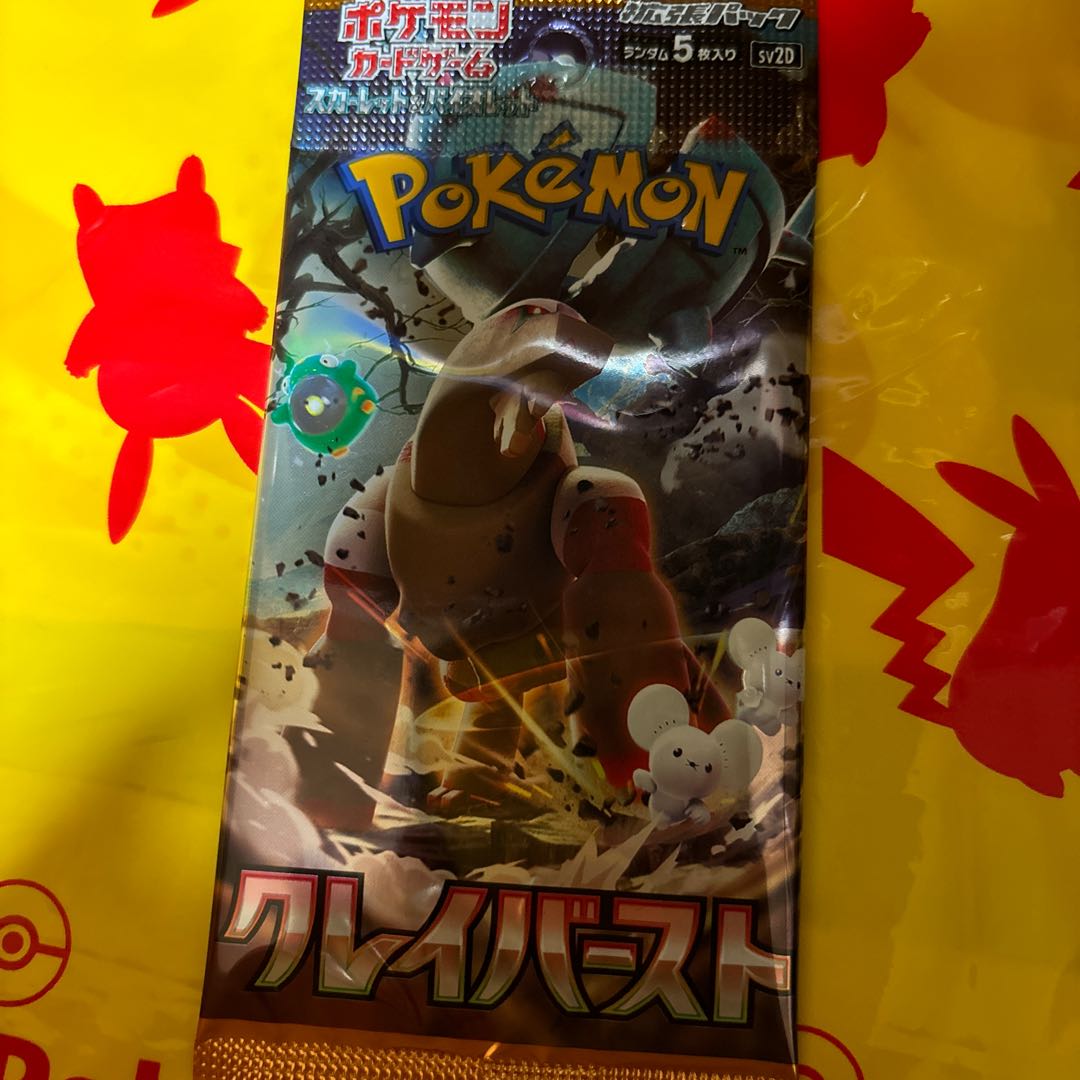 ポケモン
カードゲーム
スカーレット&バイオレット
拡張パック
ランダム5枚入り sv2D
POKéMON
TM
クレイバースト